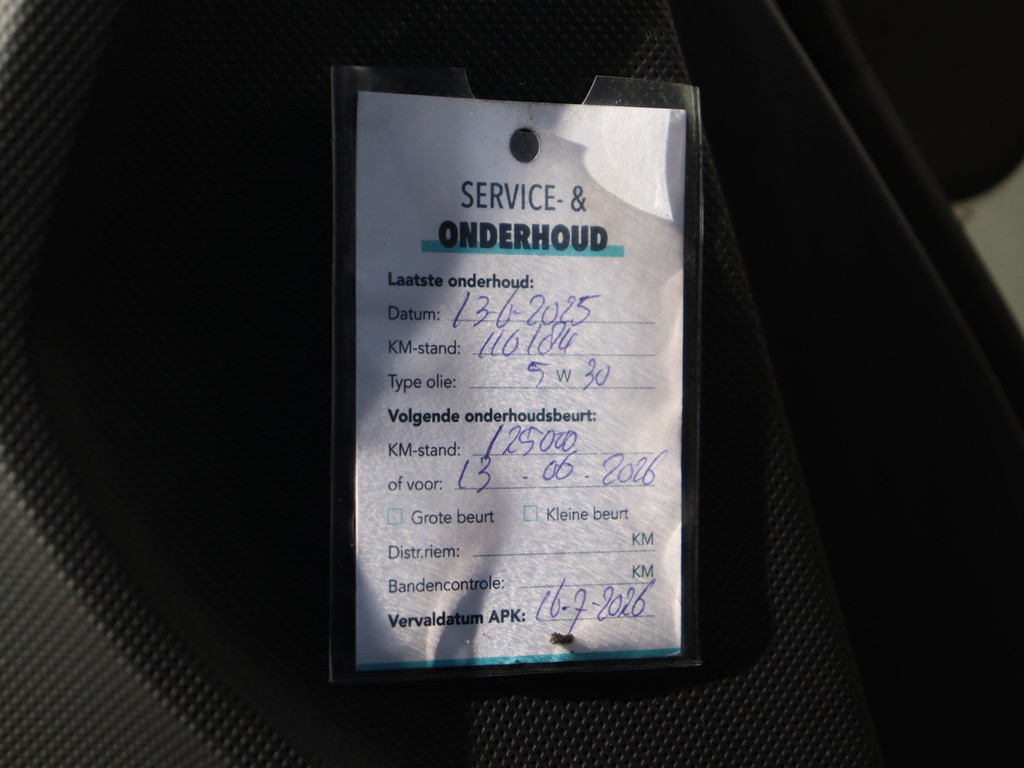 SERVICE- &
ONDERHOUD
Laatste onderhoud:
Datum: 13-6-2025
KM-stand: 110184
Type olie: 5 W 30
Volgende onderhoudsbeurt:
KM-stand: 125000
of voor: 13 - 06 - 2026
Grote beurt Kleine beurt
Distr.riem: KM
Bandencontrole: KM
Vervaldatum APK: 16-7-2026